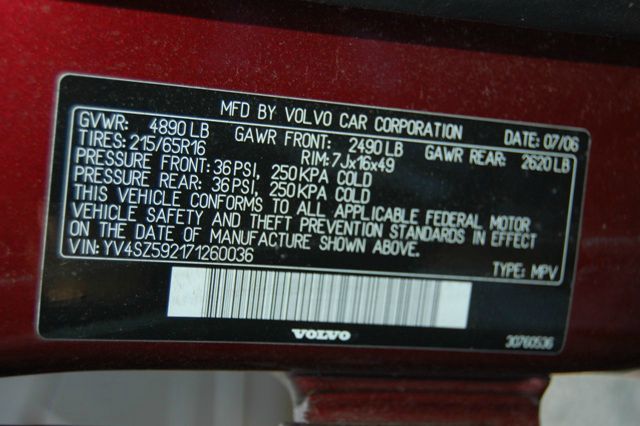 MFD BY VOLVO CAR CORPORATION DATE: 07/06
GVWR: 4890 LB GAWR FRONT: 2490 LB GAWR REAR: 2620 LB
TIRES: 215/65R16 RIM: 7Jx16x49
PRESSURE FRONT: 36 PSI, 250 KPA COLD
PRESSURE REAR: 36 PSI, 250 KPA COLD
THIS VEHICLE CONFORMS TO ALL APPLICABLE FEDERAL MOTOR
VEHICLE SAFETY AND THEFT PREVENTION STANDARDS IN EFFECT
ON THE DATE OF MANUFACTURE SHOWN ABOVE.
VIN: YV4SZ592171260036 TYPE: MPV
VOLVO 30760536